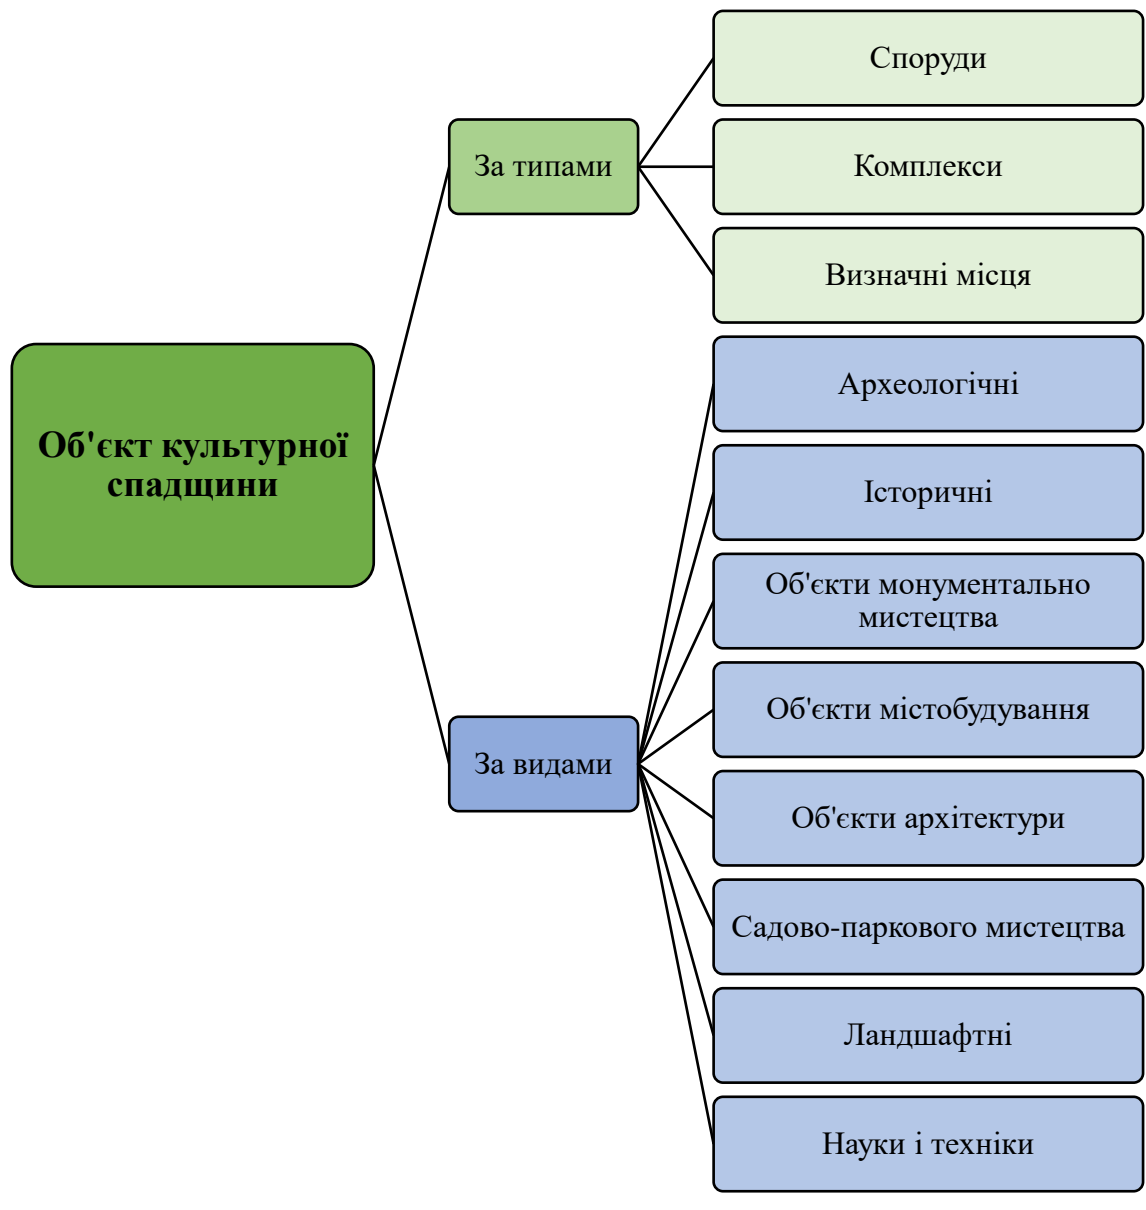 Об'єкт культурної
спадщини
За типами
Споруди
Комплекси
Визначні місця
За видами
Археологічні
Історичні
Об'єкти монументально
мистецтва
Об'єкти містобудування
Об'єкти архітектури
Садово-паркового мистецтва
Ландшафтні
Науки і техніки